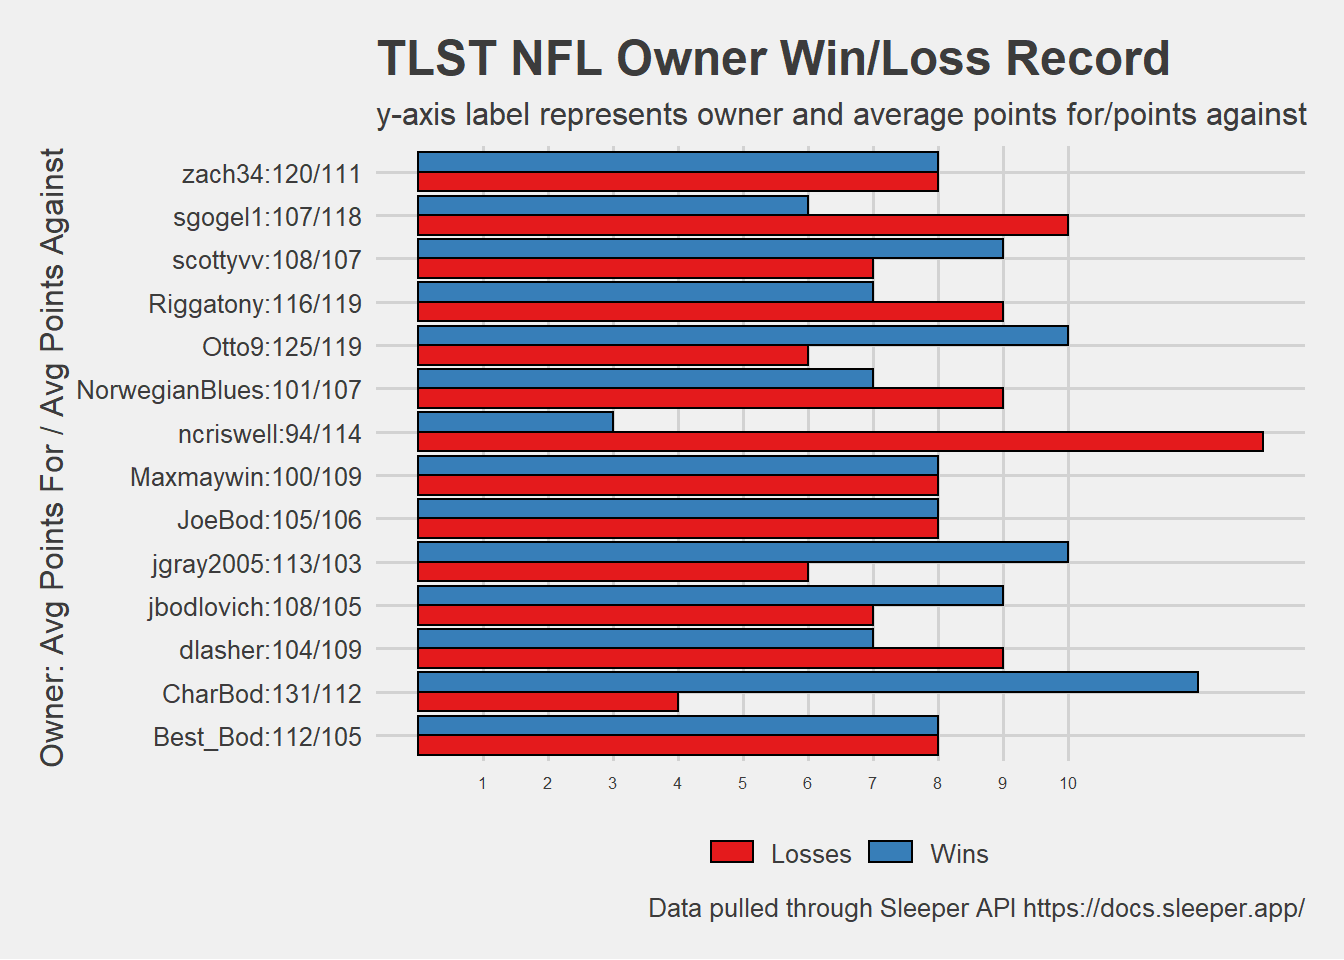 TLST NFL Owner Win/Loss Record
y-axis label represents owner and average points for/points against
Owner: Avg Points For / Avg Points Against
zach34:120/111
sgogel1:107/118
scottyvv:108/107
Riggatony:116/119
Otto9:125/119
NorwegianBlues:101/107
ncriswell:94/114
Maxmaywin:100/109
JoeBod:105/106
jgray2005:113/103
jbodlovich:108/105
dlasher:104/109
CharBod:131/112
Best_Bod:112/105
1 2 3 4 5 6 7 8 9 10
Losses Wins
Data pulled through Sleeper API https://docs.sleeper.app/